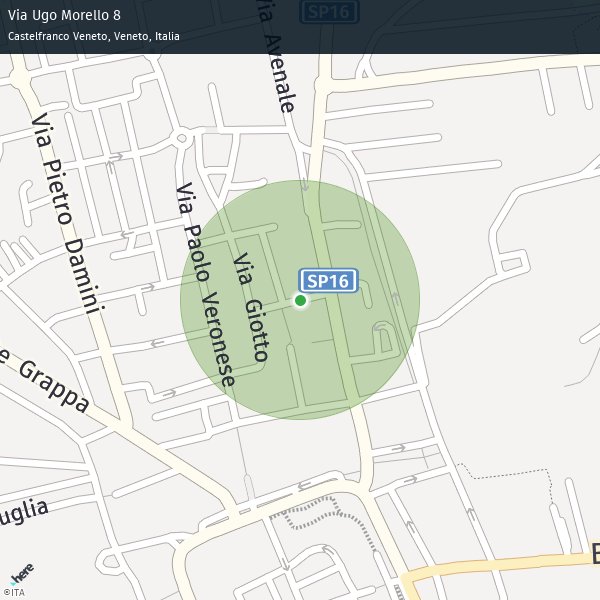 Via Ugo Morello 8
Castelfranco Veneto, Veneto, Italia
SP16
Via Avenale
Via Pietro Damini
Via Paolo Veronese
Via Giotto
SP16
e Grappa
uglia
B
here
©ITA